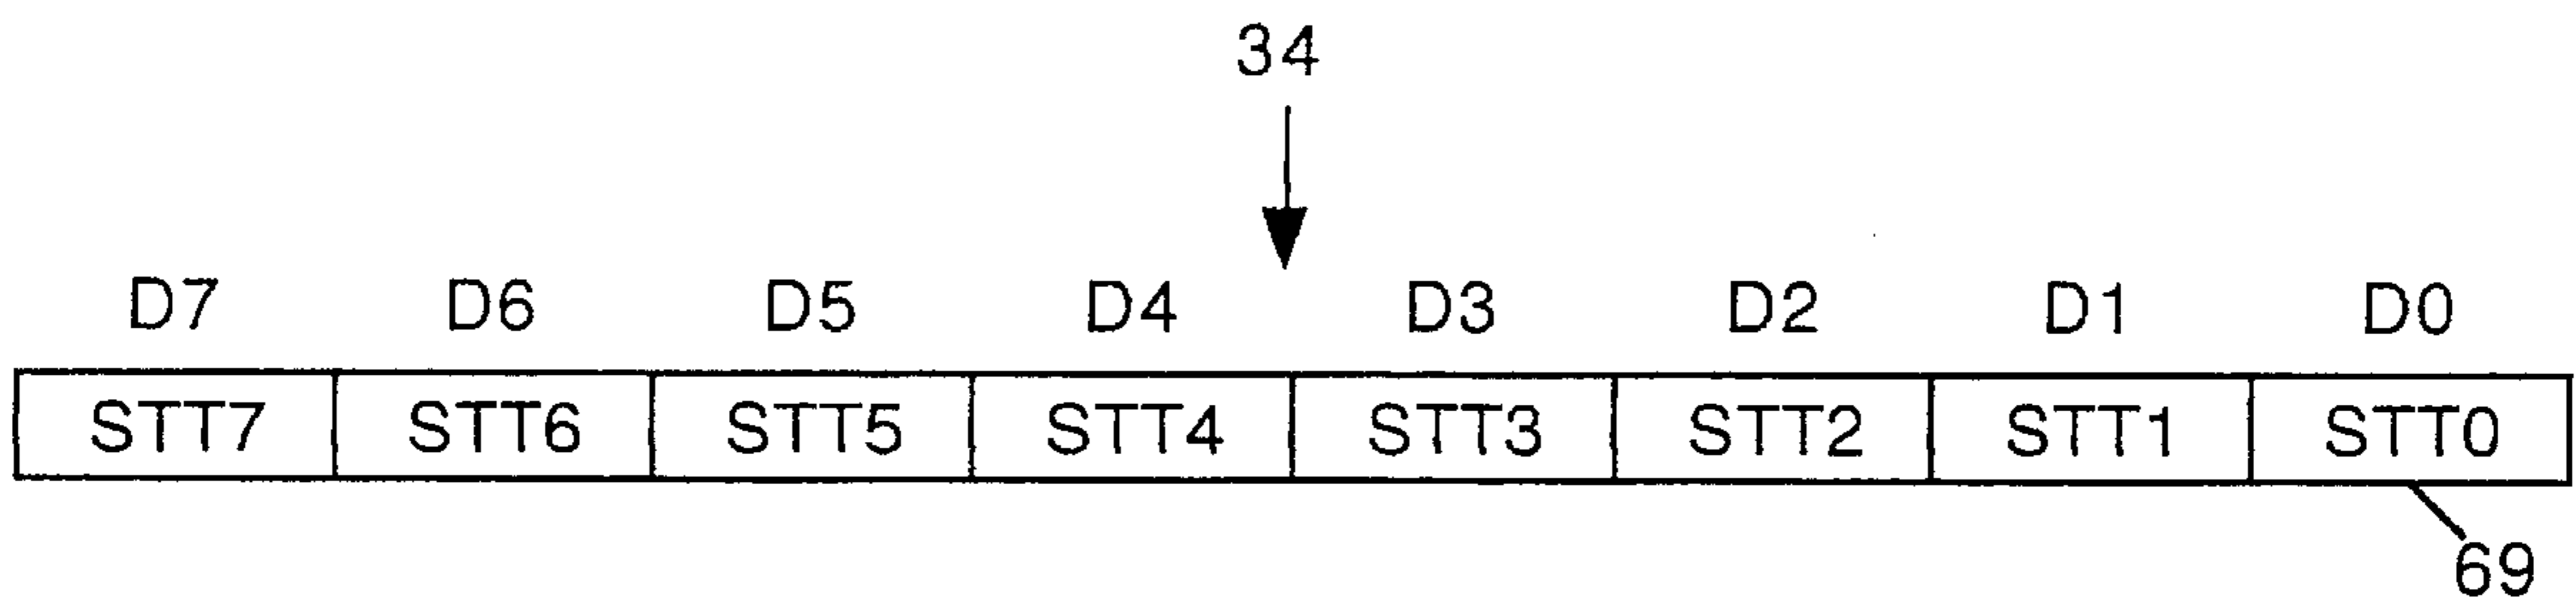 34
D7 D6 D5 D4 D3 D2 D1 D0
STT7 STT6 STT5 STT4 STT3 STT2 STT1 STT0
69